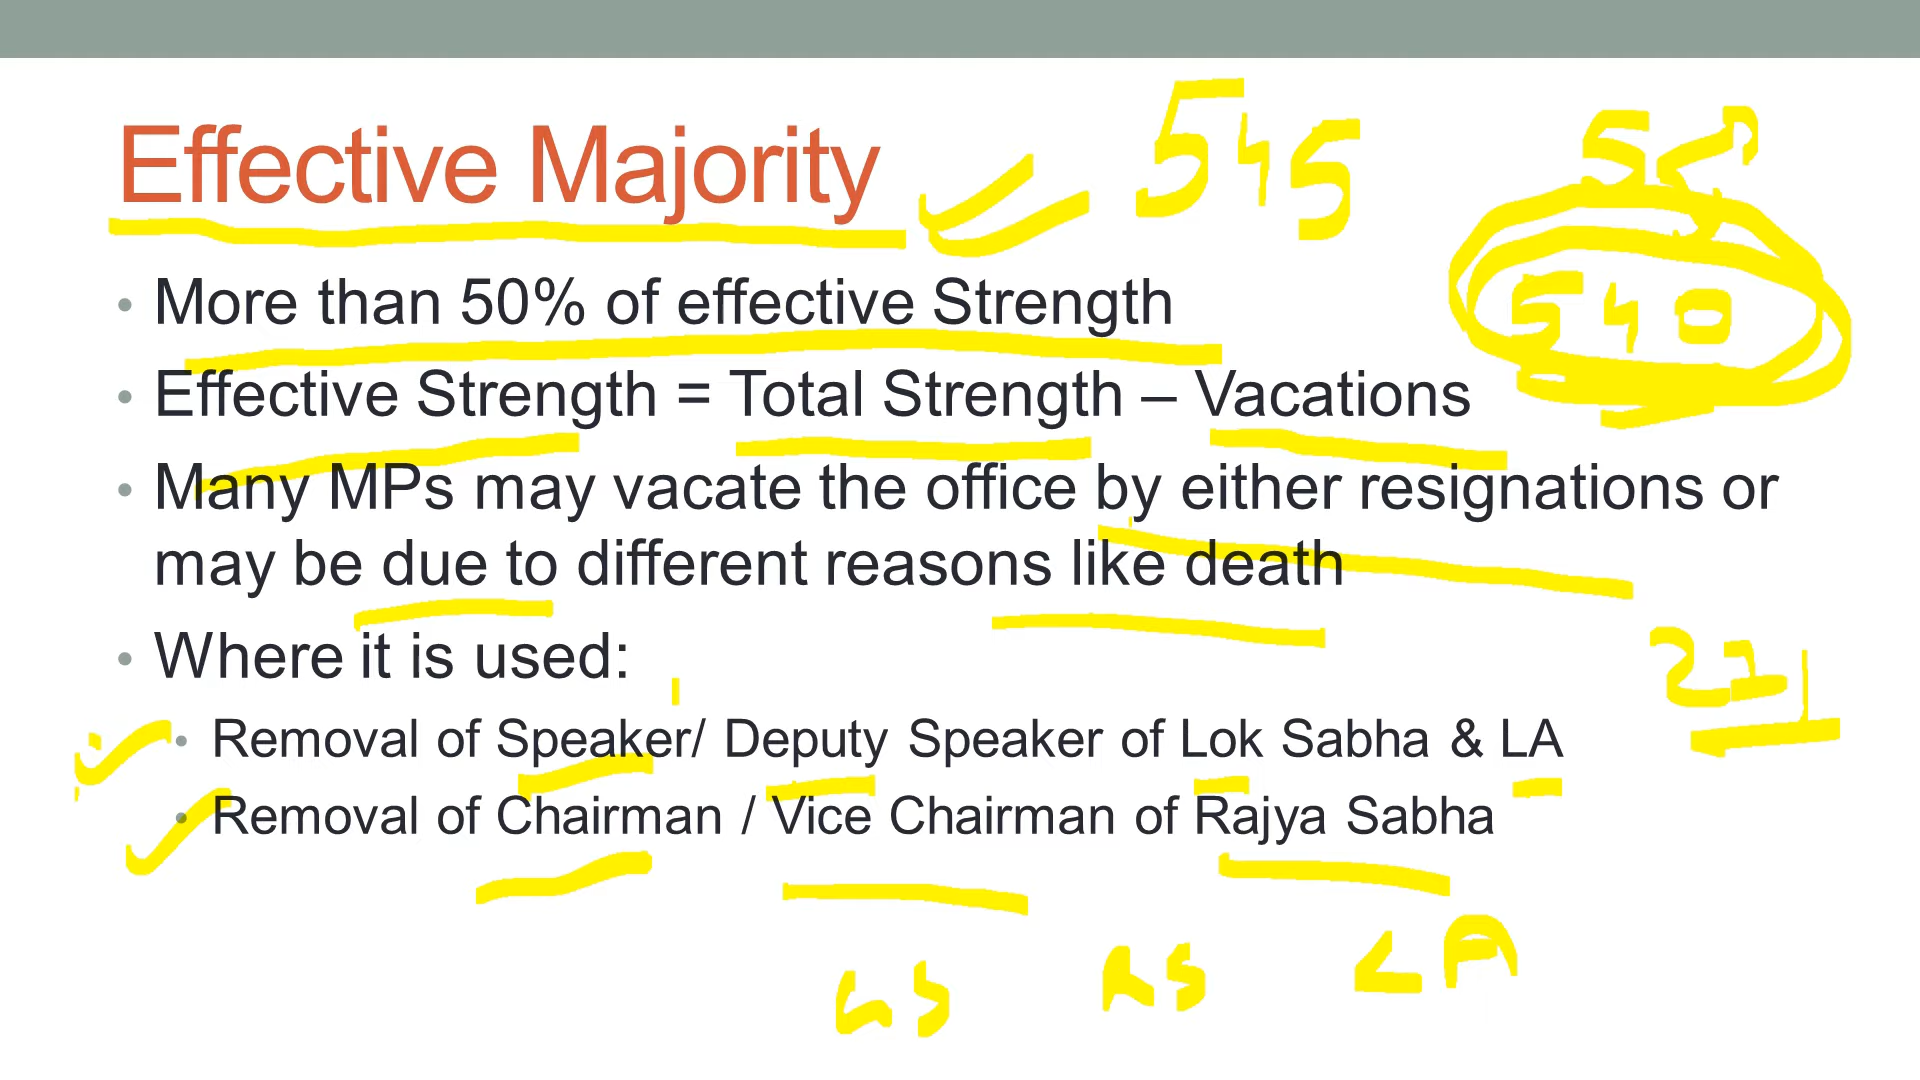 Effective Majority
545
540
• More than 50% of effective Strength
• Effective Strength = Total Strength – Vacations
• Many MPs may vacate the office by either resignations or
may be due to different reasons like death
• Where it is used:
271
• Removal of Speaker/ Deputy Speaker of Lok Sabha & LA
• Removal of Chairman / Vice Chairman of Rajya Sabha
LS RS LA